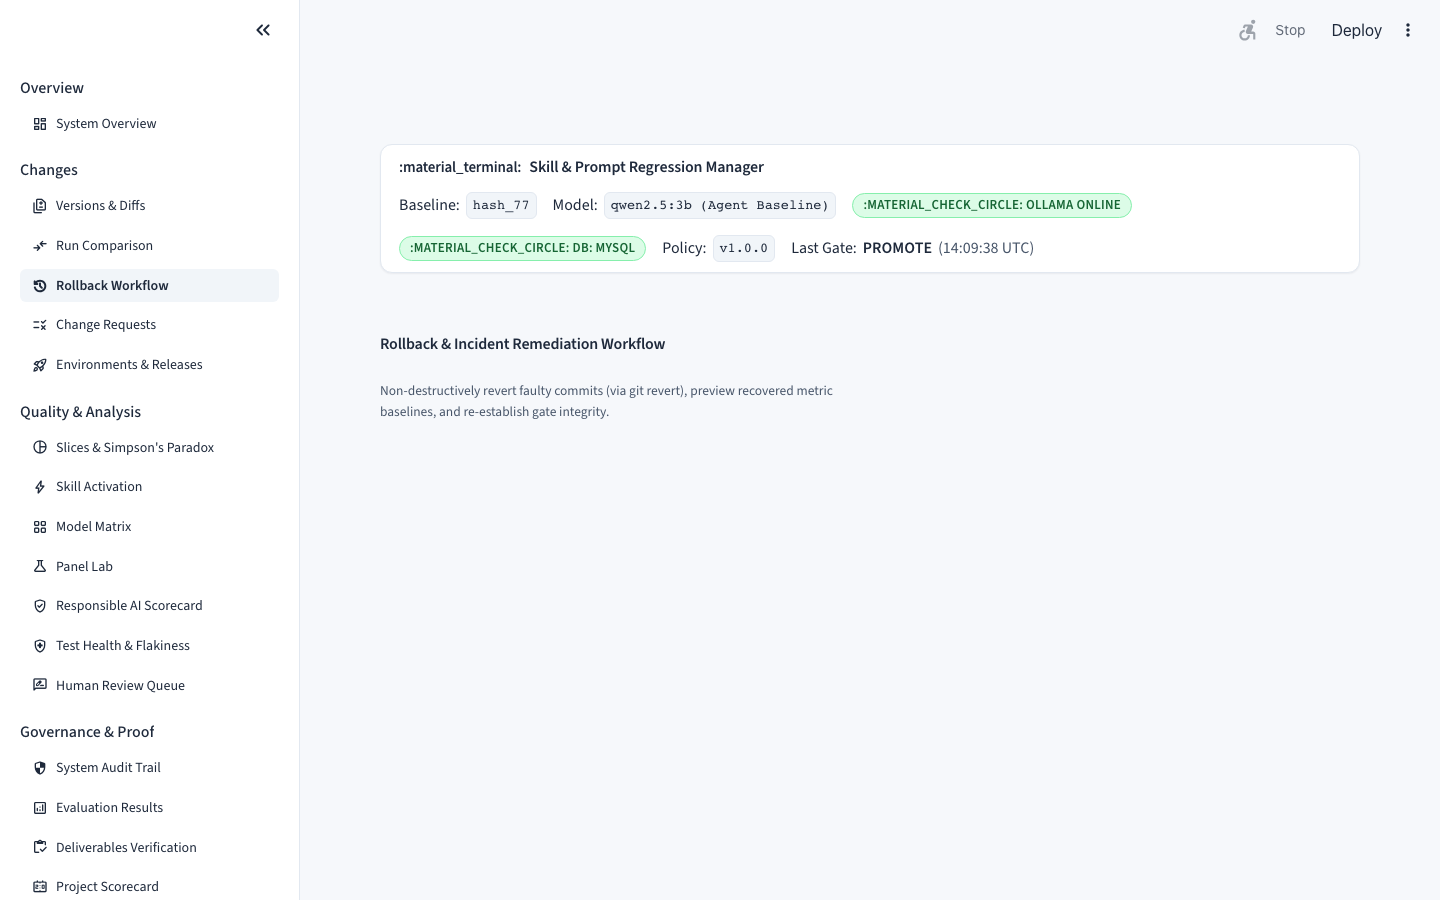 Stop
Deploy
Overview
System Overview
Changes
Versions & Diffs
Run Comparison
Rollback Workflow
Change Requests
Environments & Releases
Quality & Analysis
Slices & Simpson's Paradox
Skill Activation
Model Matrix
Panel Lab
Responsible AI Scorecard
Test Health & Flakiness
Human Review Queue
Governance & Proof
System Audit Trail
Evaluation Results
Deliverables Verification
Project Scorecard
:material_terminal: Skill & Prompt Regression Manager
Baseline: hash_77 Model: qwen2.5:3b (Agent Baseline) :MATERIAL_CHECK_CIRCLE: OLLAMA ONLINE
:MATERIAL_CHECK_CIRCLE: DB: MYSQL Policy: v1.0.0 Last Gate: PROMOTE (14:09:38 UTC)
Rollback & Incident Remediation Workflow
Non-destructively revert faulty commits (via git revert), preview recovered metric
baselines, and re-establish gate integrity.